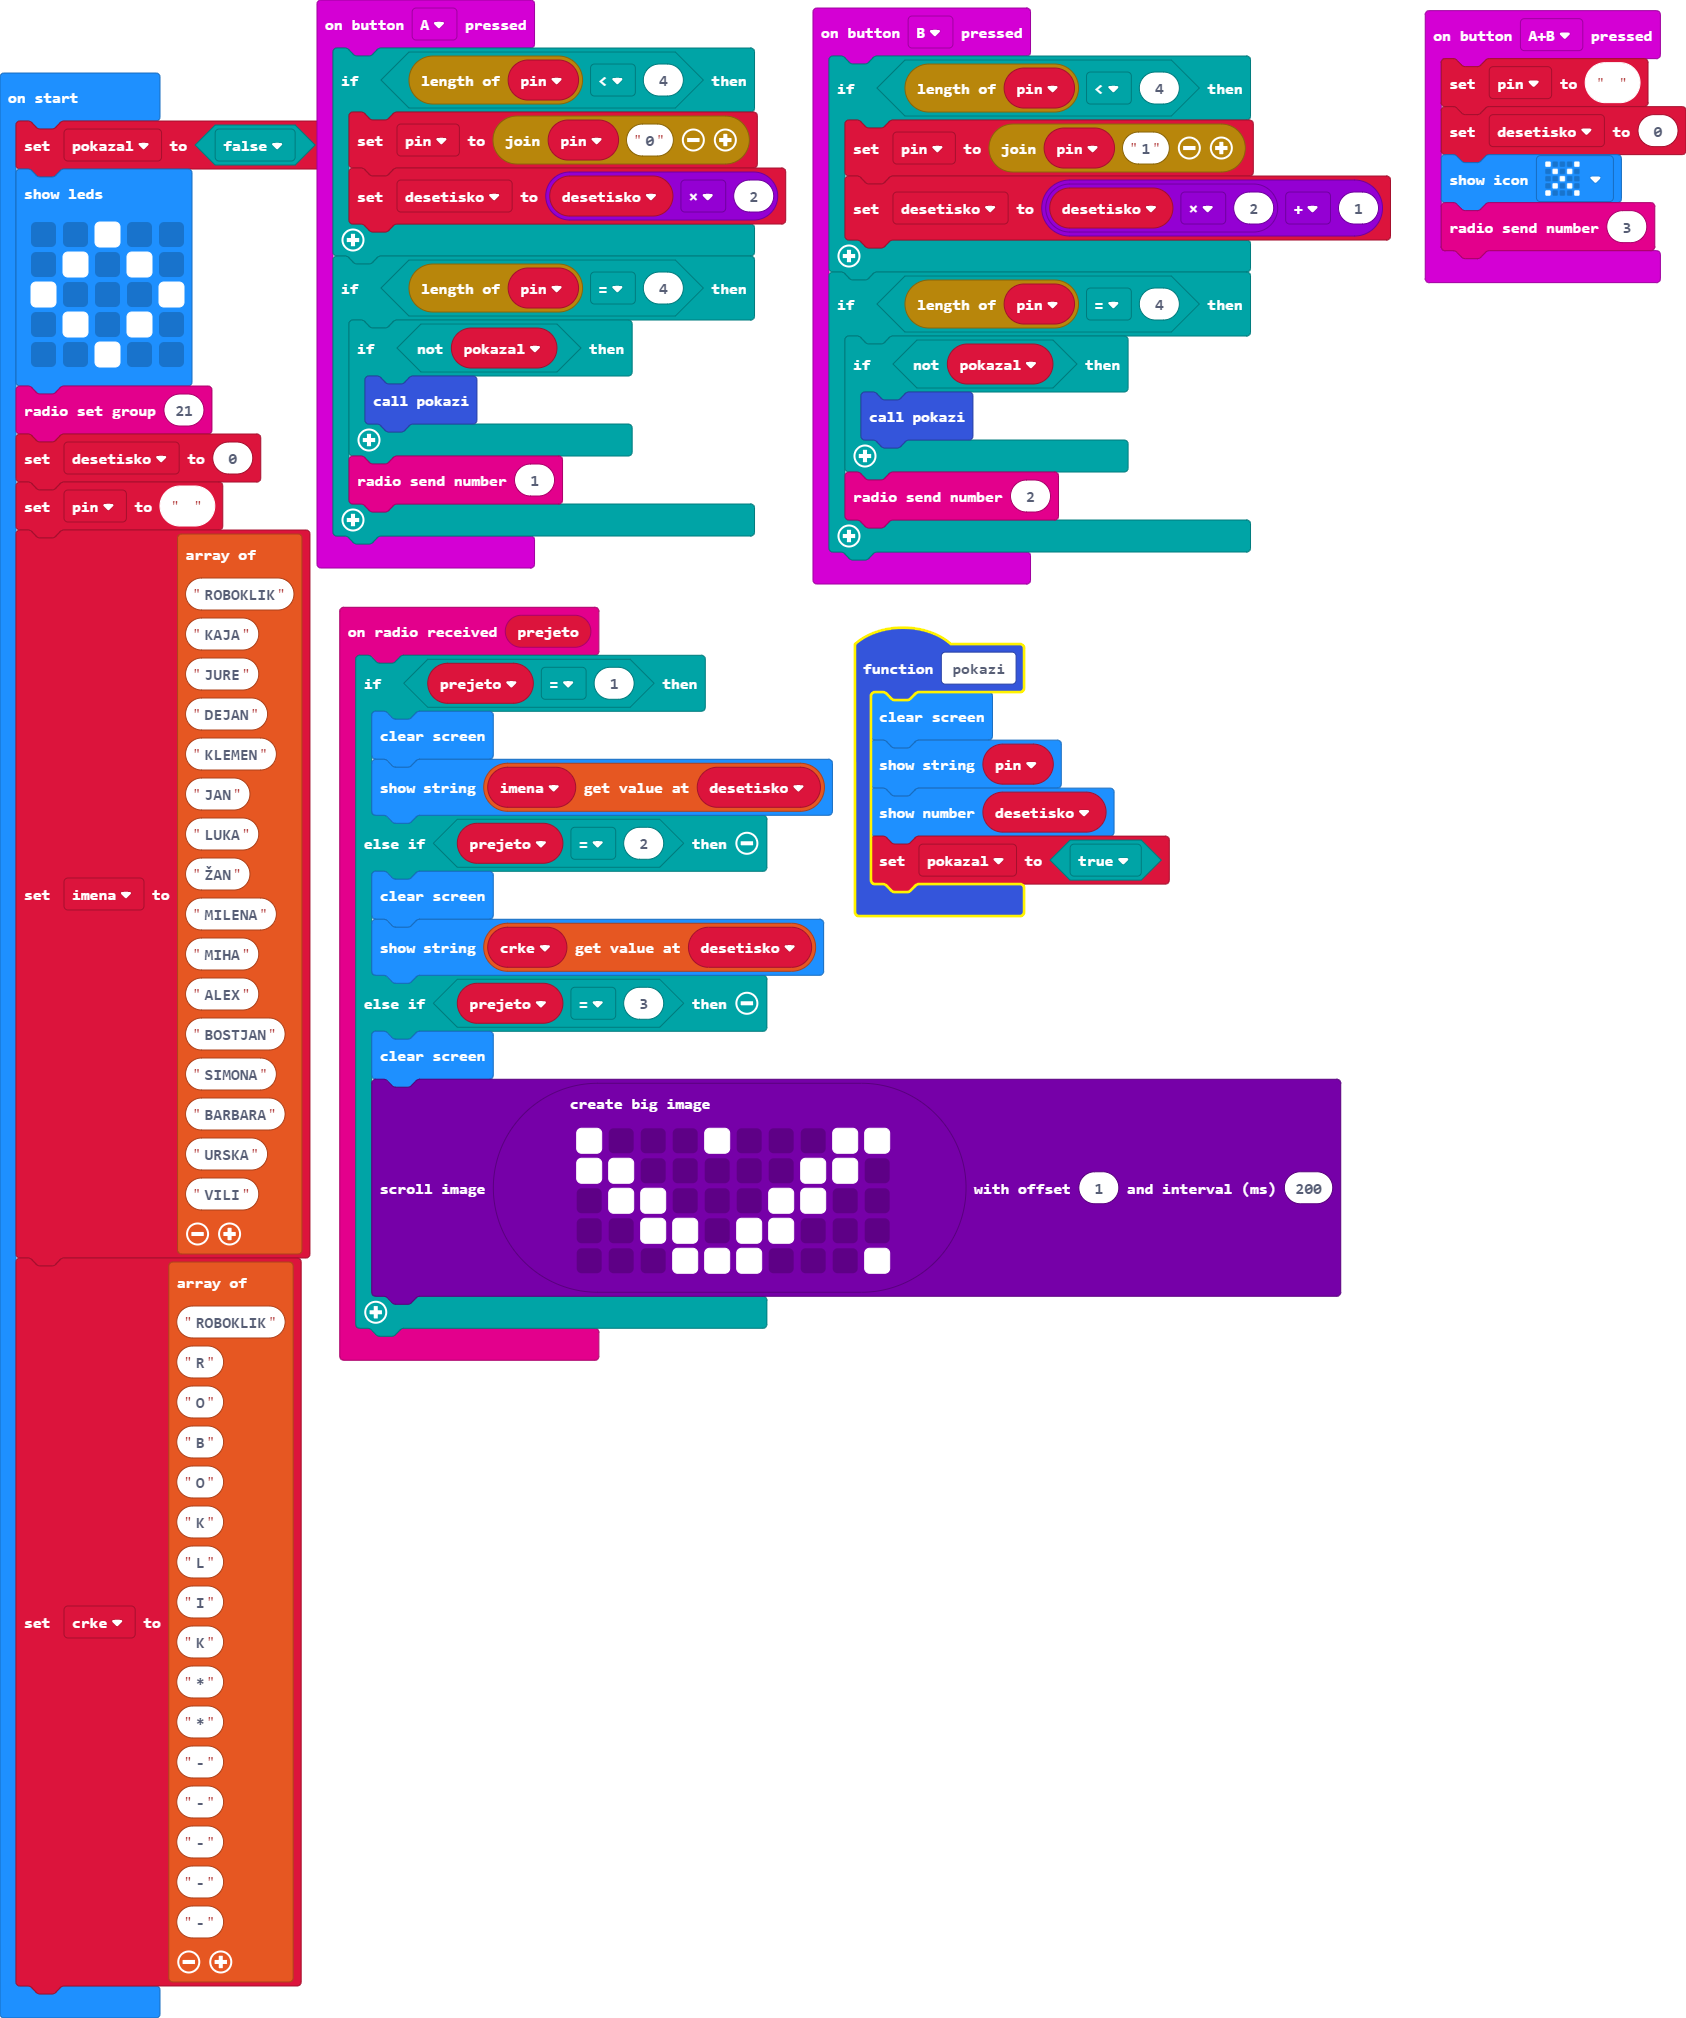 on start
set pokazal to false
show leds
radio set group 21
set desetisko to 0
set pin to " "
set imena to
array of
"ROBOKLIK"
"KAJA"
"JURE"
"DEJAN"
"KLEMEN"
"JAN"
"LUKA"
"ŽAN"
"MILENA"
"MIHA"
"ALEX"
"BOSTJAN"
"SIMONA"
"BARBARA"
"URSKA"
"VILI"
set crke to
array of
"ROBOKLIK"
"R"
"O"
"B"
"O"
"K"
"L"
"I"
"K"
"*"
"*"
"-"
"-"
"-"
"-"
"-"
on button A pressed
if length of pin < 4 then
set pin to join pin "0"
set desetisko to desetisko × 2
if length of pin = 4 then
if not pokazal then
call pokazi
radio send number 1
on button B pressed
if length of pin < 4 then
set pin to join pin "1"
set desetisko to desetisko × 2 + 1
if length of pin = 4 then
if not pokazal then
call pokazi
radio send number 2
on button A+B pressed
set pin to " "
set desetisko to 0
show icon
radio send number 3
on radio received prejeto
if prejeto = 1 then
clear screen
show string imena get value at desetisko
else if prejeto = 2 then
clear screen
show string crke get value at desetisko
else if prejeto = 3 then
clear screen
create big image
scroll image with offset 1 and interval (ms) 200
function pokazi
clear screen
show string pin
show number desetisko
set pokazal to true